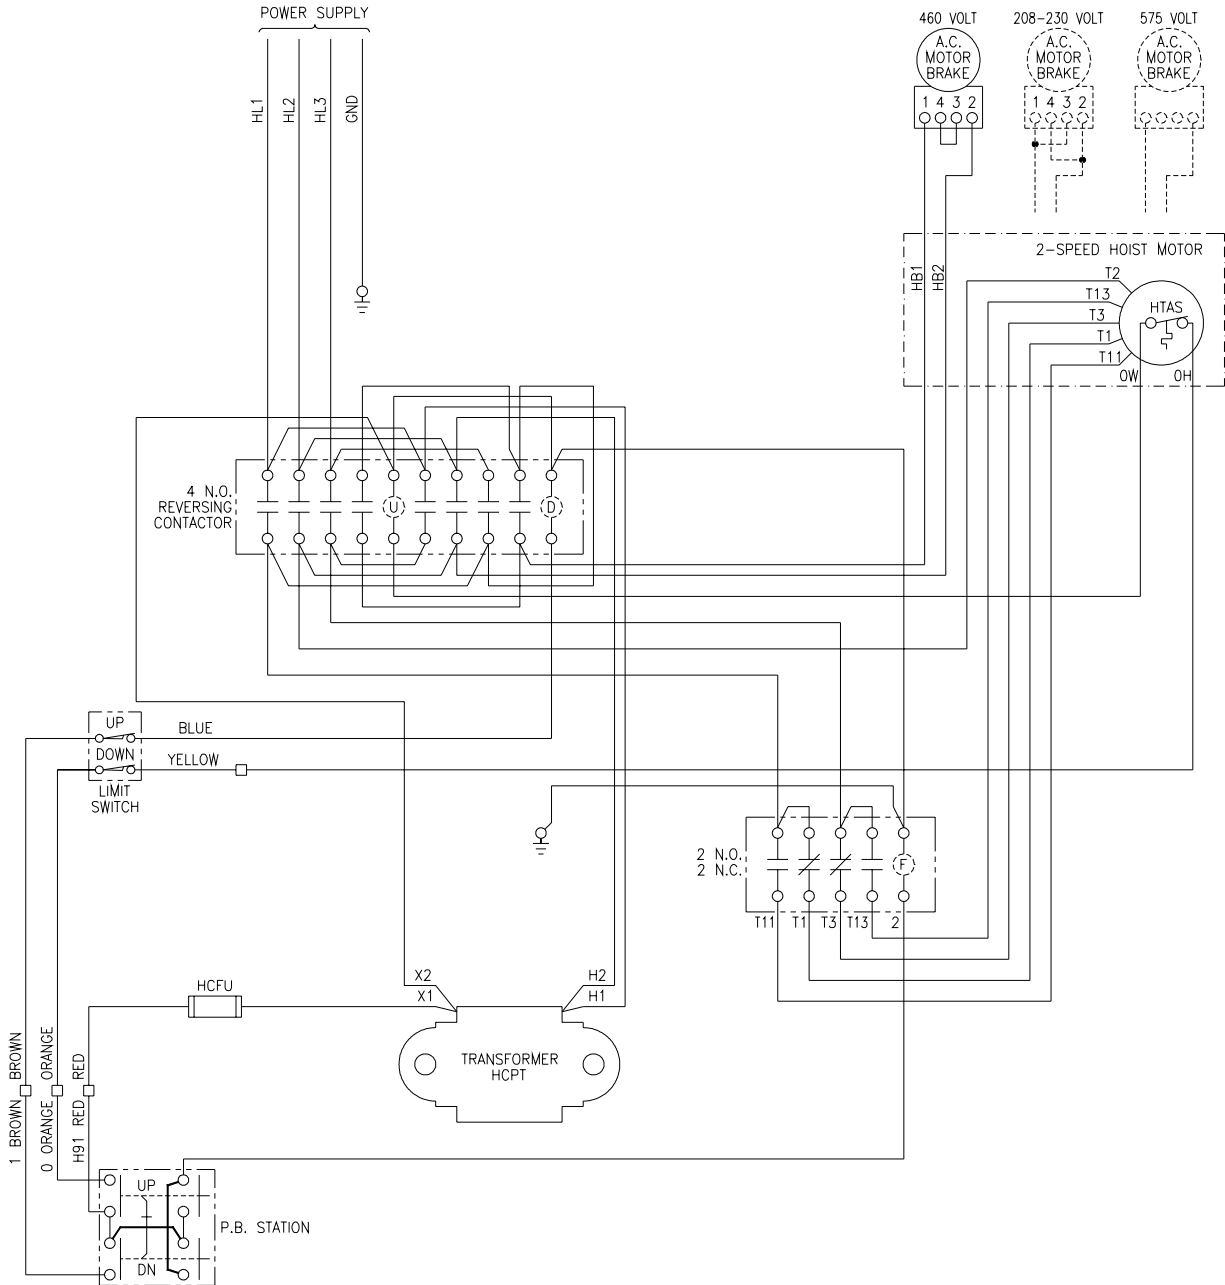 POWER SUPPLY
HL1
HL2
HL3
GND
460 VOLT
208-230 VOLT
575 VOLT
A.C.
MOTOR
BRAKE
A.C.
MOTOR
BRAKE
A.C.
MOTOR
BRAKE
1 4 3 2
1 4 3 2
2-SPEED HOIST MOTOR
HB1
HB2
T2
T13
T3
T1
T11
HTAS
OW
OH
4 N.O.
REVERSING
CONTACTOR
U
D
UP
DOWN
LIMIT
SWITCH
BLUE
YELLOW
2 N.O.
2 N.C.
F
T11
T1
T3
T13
2
X2
X1
H2
H1
HCFU
TRANSFORMER
HCPT
BROWN
ORANGE
RED
1 BROWN
O ORANGE
H91 RED
UP
DN
P.B. STATION